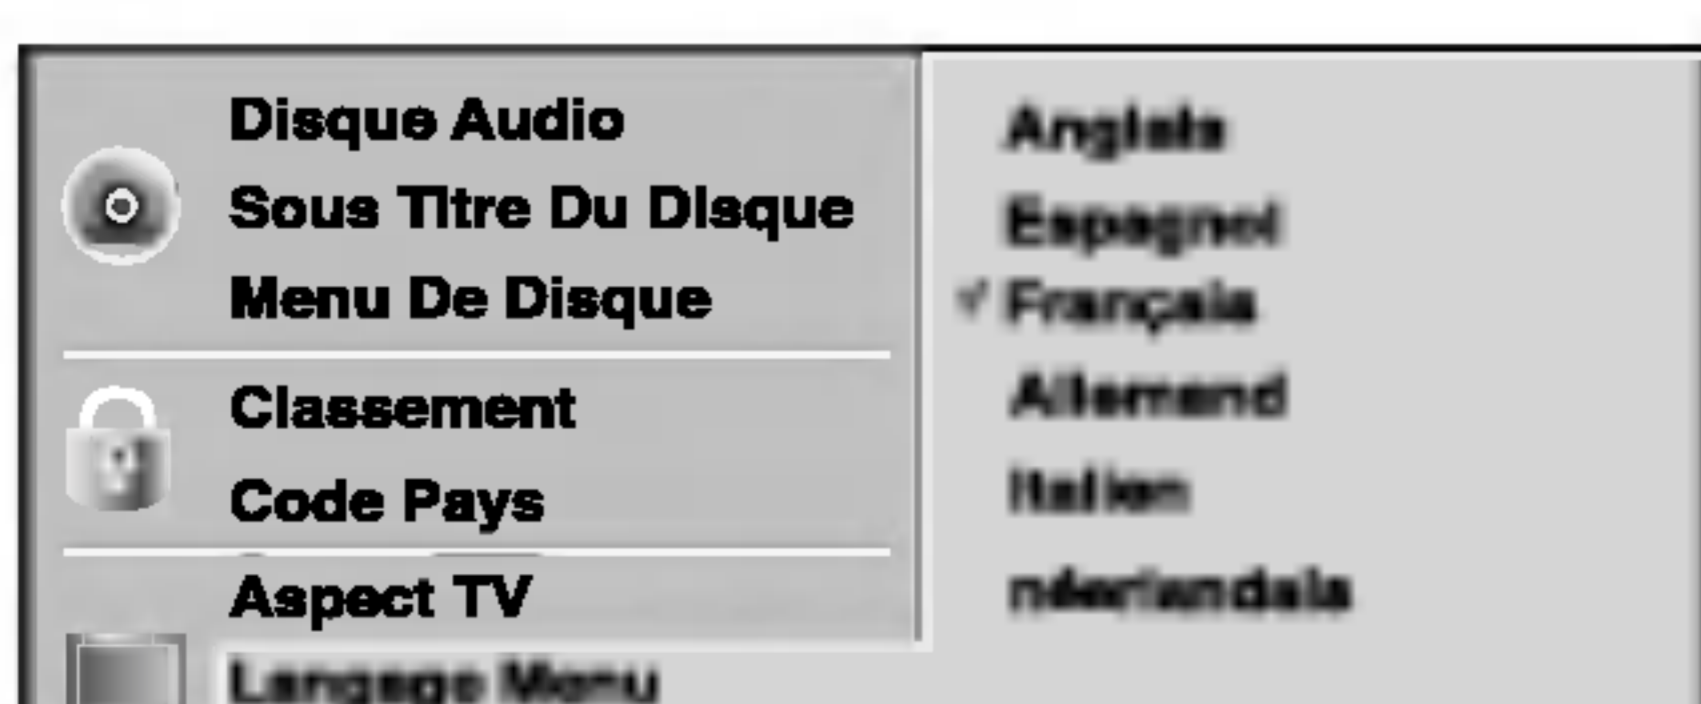 Disque Audio
Sous Titre Du Disque
Menu De Disque
Classement
Code Pays
Aspect TV
Langage Menu
Anglais
Espagnol
✓ Français
Allemand
Italien
néerlandais